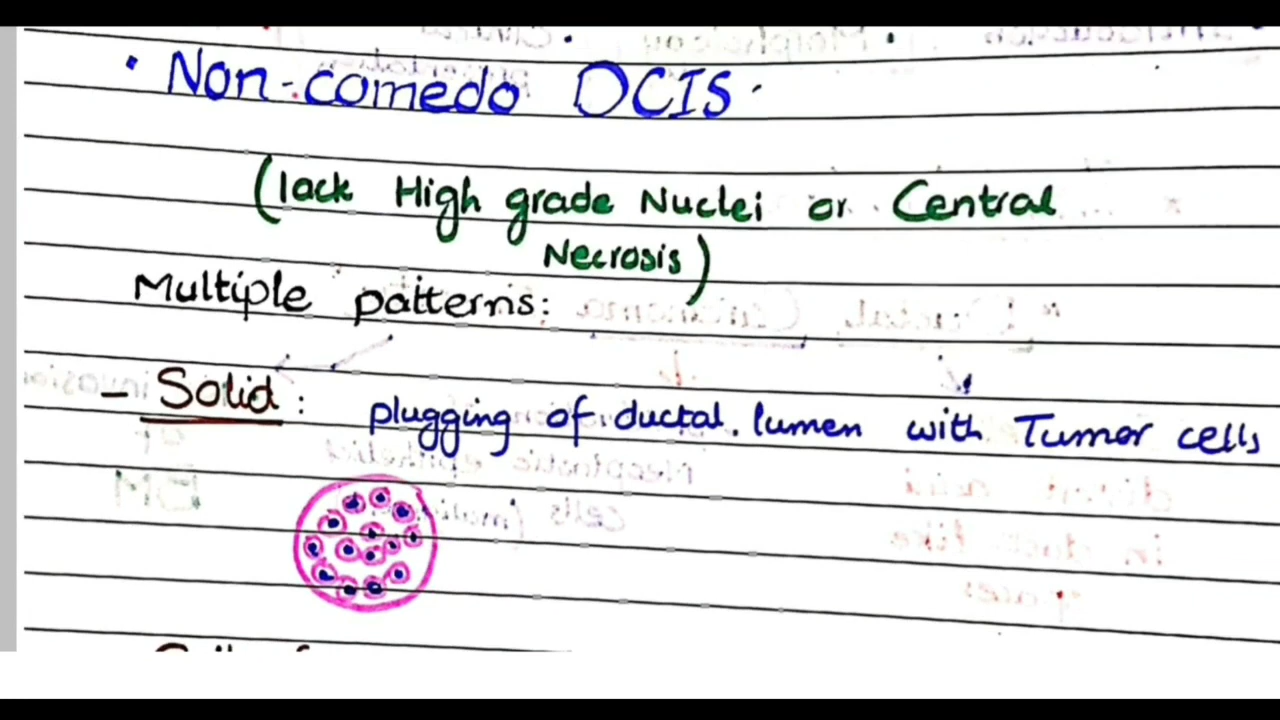 • Non-comedo DCIS.
(lack High grade Nuclei or Central
Necrosis)
Multiple patterns:
- Solid: plugging of ductal lumen with Tumor cells